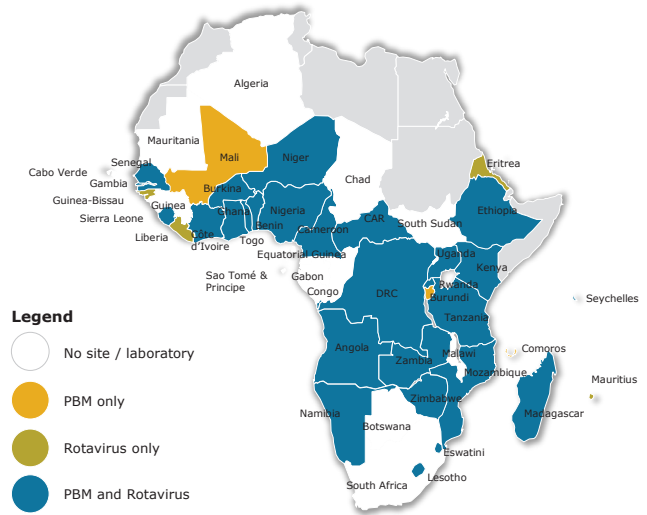 Algeria
Mauritania
Mali
Niger
Chad
Eritrea
Senegal
Cabo Verde
Gambia
Guinea-Bissau
Guinea
Burkina
Sierra Leone
Liberia
Côte
d'Ivoire
Ghana
Togo
Benin
Nigeria
Cameroon
CAR
South Sudan
Ethiopia
Equatorial Guinea
Uganda
Kenya
Sao Tomé &
Principe
Gabon
Congo
DRC
Rwanda
Burundi
Tanzania
Seychelles
Angola
Zambia
Malawi
Comoros
Mozambique
Mauritius
Zimbabwe
Madagascar
Namibia
Botswana
Eswatini
Lesotho
South Africa
Legend
No site / laboratory
PBM only
Rotavirus only
PBM and Rotavirus